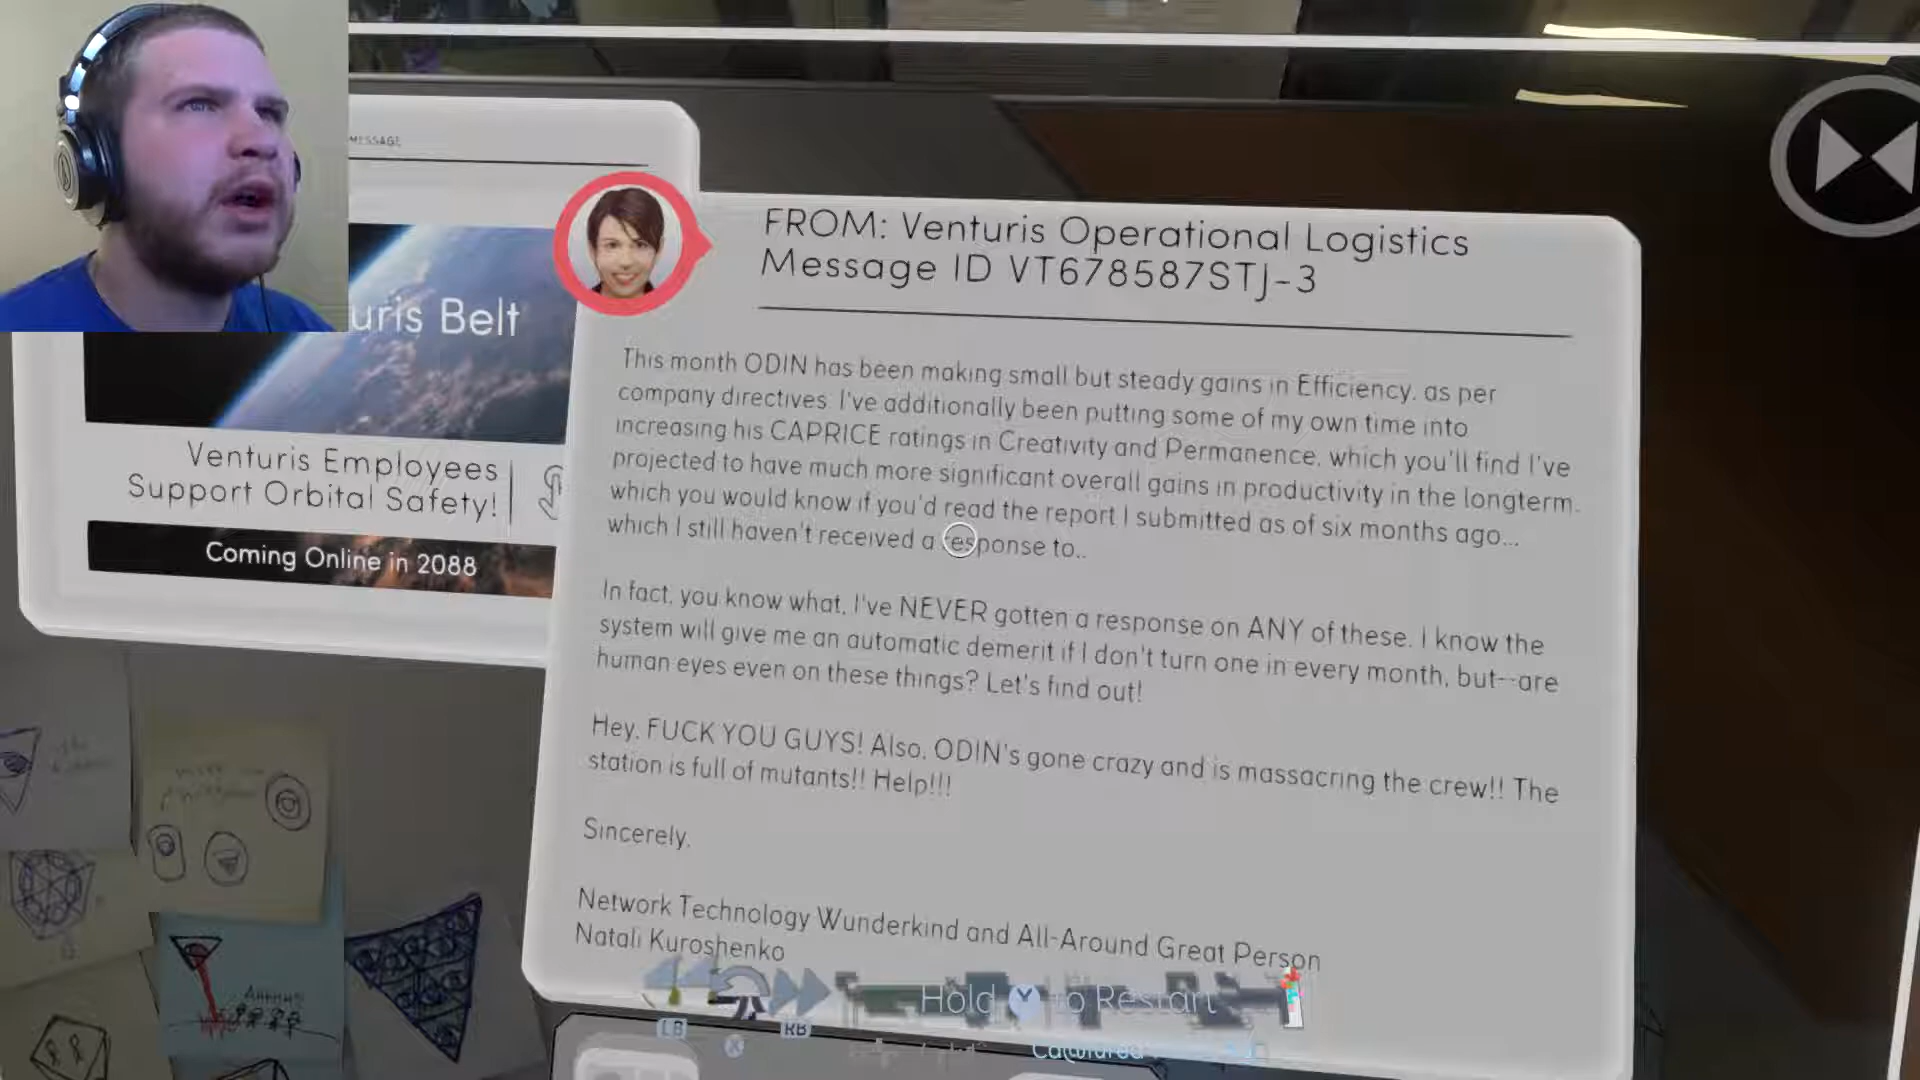 MESSAGE
uris Belt
Venturis Employees
Support Orbital Safety!
Coming Online in 2088
FROM: Venturis Operational Logistics
Message ID VT678587STJ-3
This month ODIN has been making small but steady gains in Efficiency, as per
company directives. I've additionally been putting some of my own time into
increasing his CAPRICE ratings in Creativity and Permanence, which you'll find I've
projected to have much more significant overall gains in productivity in the longterm.
which you would know if you'd read the report I submitted as of six months ago...
which I still haven't received a response to..
In fact, you know what, I've NEVER gotten a response on ANY of these. I know the
system will give me an automatic demerit if I don't turn one in every month, but--are
human eyes even on these things? Let's find out!
Hey, FUCK YOU GUYS! Also, ODIN's gone crazy and is massacring the crew!! The
station is full of mutants!! Help!!!
Sincerely,
Network Technology Wunderkind and All-Around Great Person
Natali Kuroshenko
Hold Y to Restart
LB
X
RB
Captured